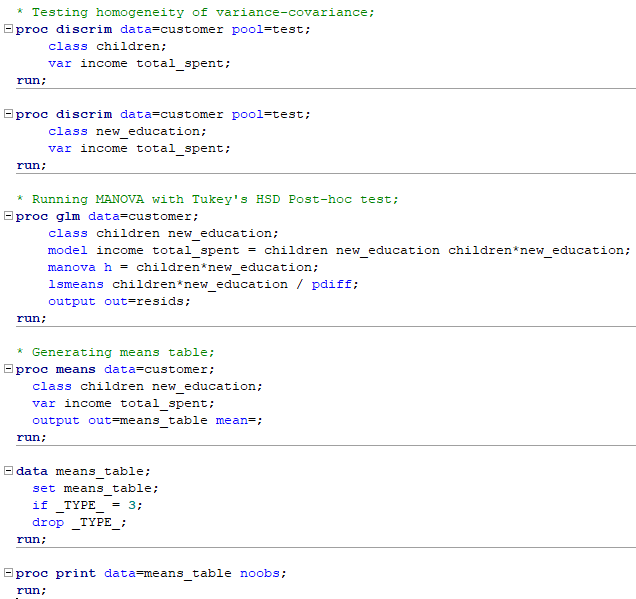 * Testing homogeneity of variance-covariance;
proc discrim data=customer pool=test;
class children;
var income total_spent;
run;
proc discrim data=customer pool=test;
class new_education;
var income total_spent;
run;
* Running MANOVA with Tukey's HSD Post-hoc test;
proc glm data=customer;
class children new_education;
model income total_spent = children new_education children*new_education;
manova h = children*new_education;
lsmeans children*new_education / pdiff;
output out=resids;
run;
* Generating means table;
proc means data=customer;
class children new_education;
var income total_spent;
output out=means_table mean=;
run;
data means_table;
set means_table;
if _TYPE_ = 3;
drop _TYPE_;
run;
proc print data=means_table noobs;
run;